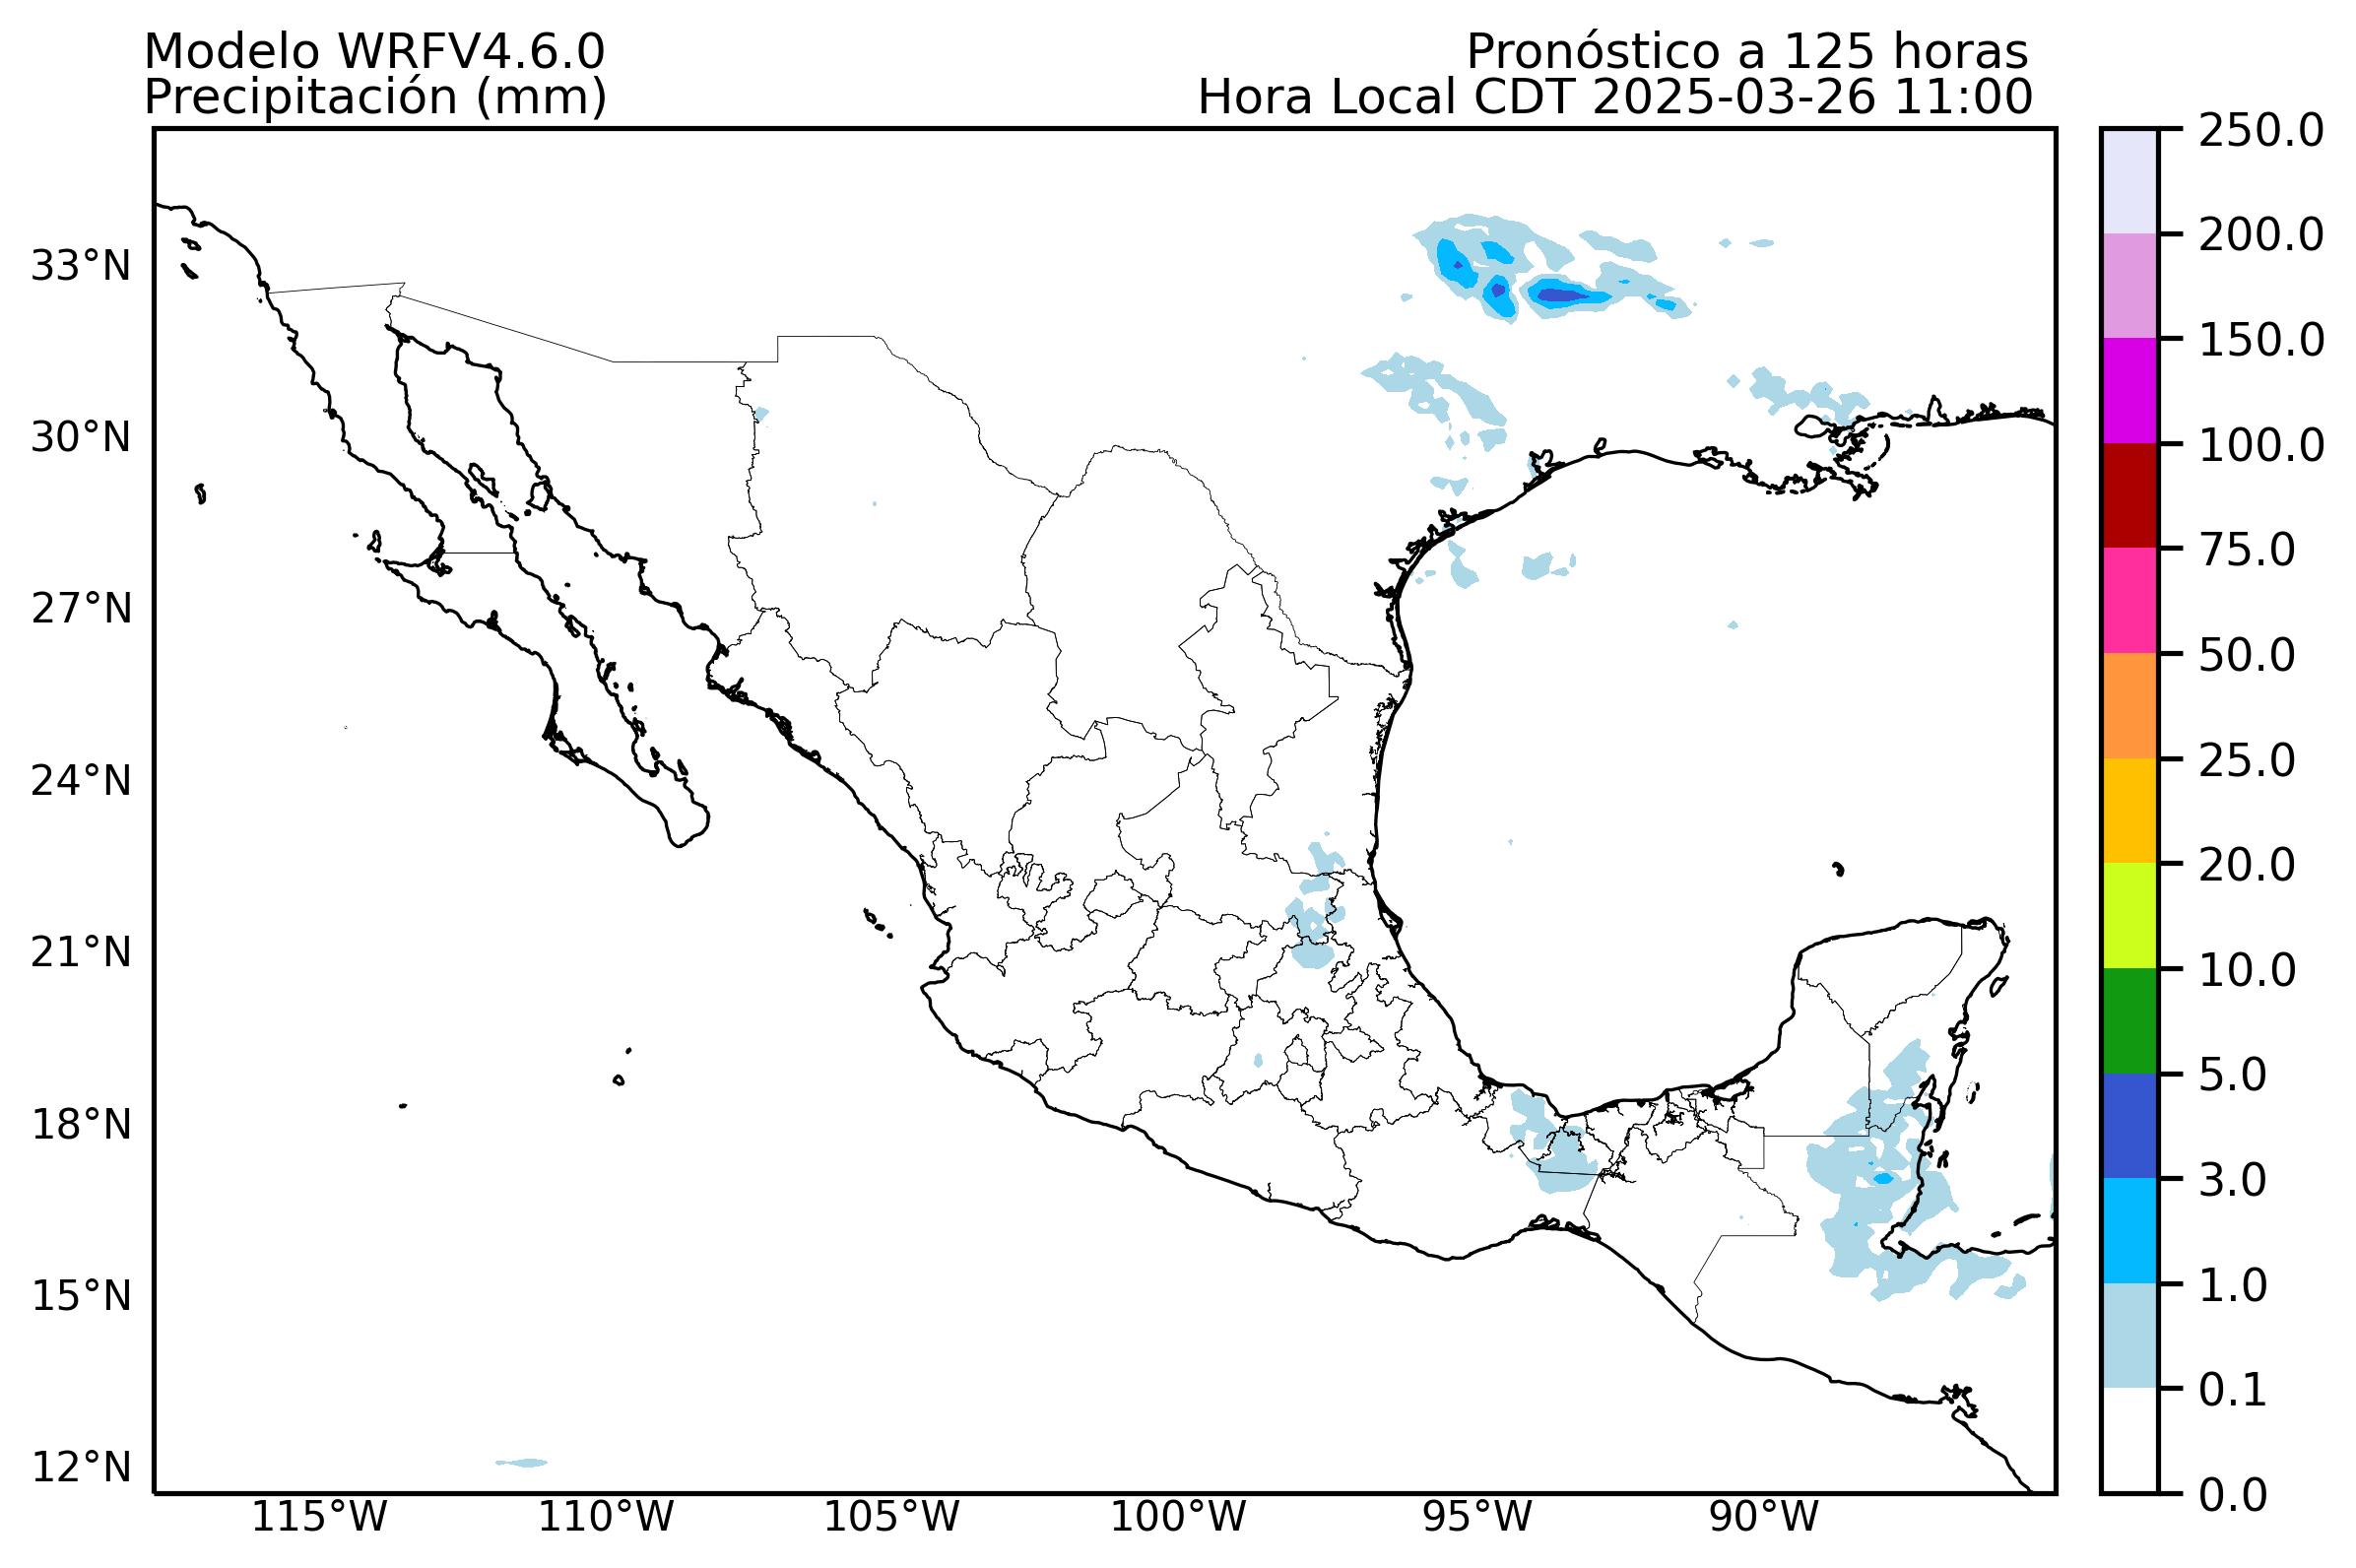 Modelo WRFV4.6.0
Precipitación (mm)
Pronóstico a 125 horas
Hora Local CDT 2025-03-26 11:00
33°N
30°N
27°N
24°N
21°N
18°N
15°N
12°N
115°W
110°W
105°W
100°W
95°W
90°W
250.0
200.0
150.0
100.0
75.0
50.0
25.0
20.0
10.0
5.0
3.0
1.0
0.1
0.0